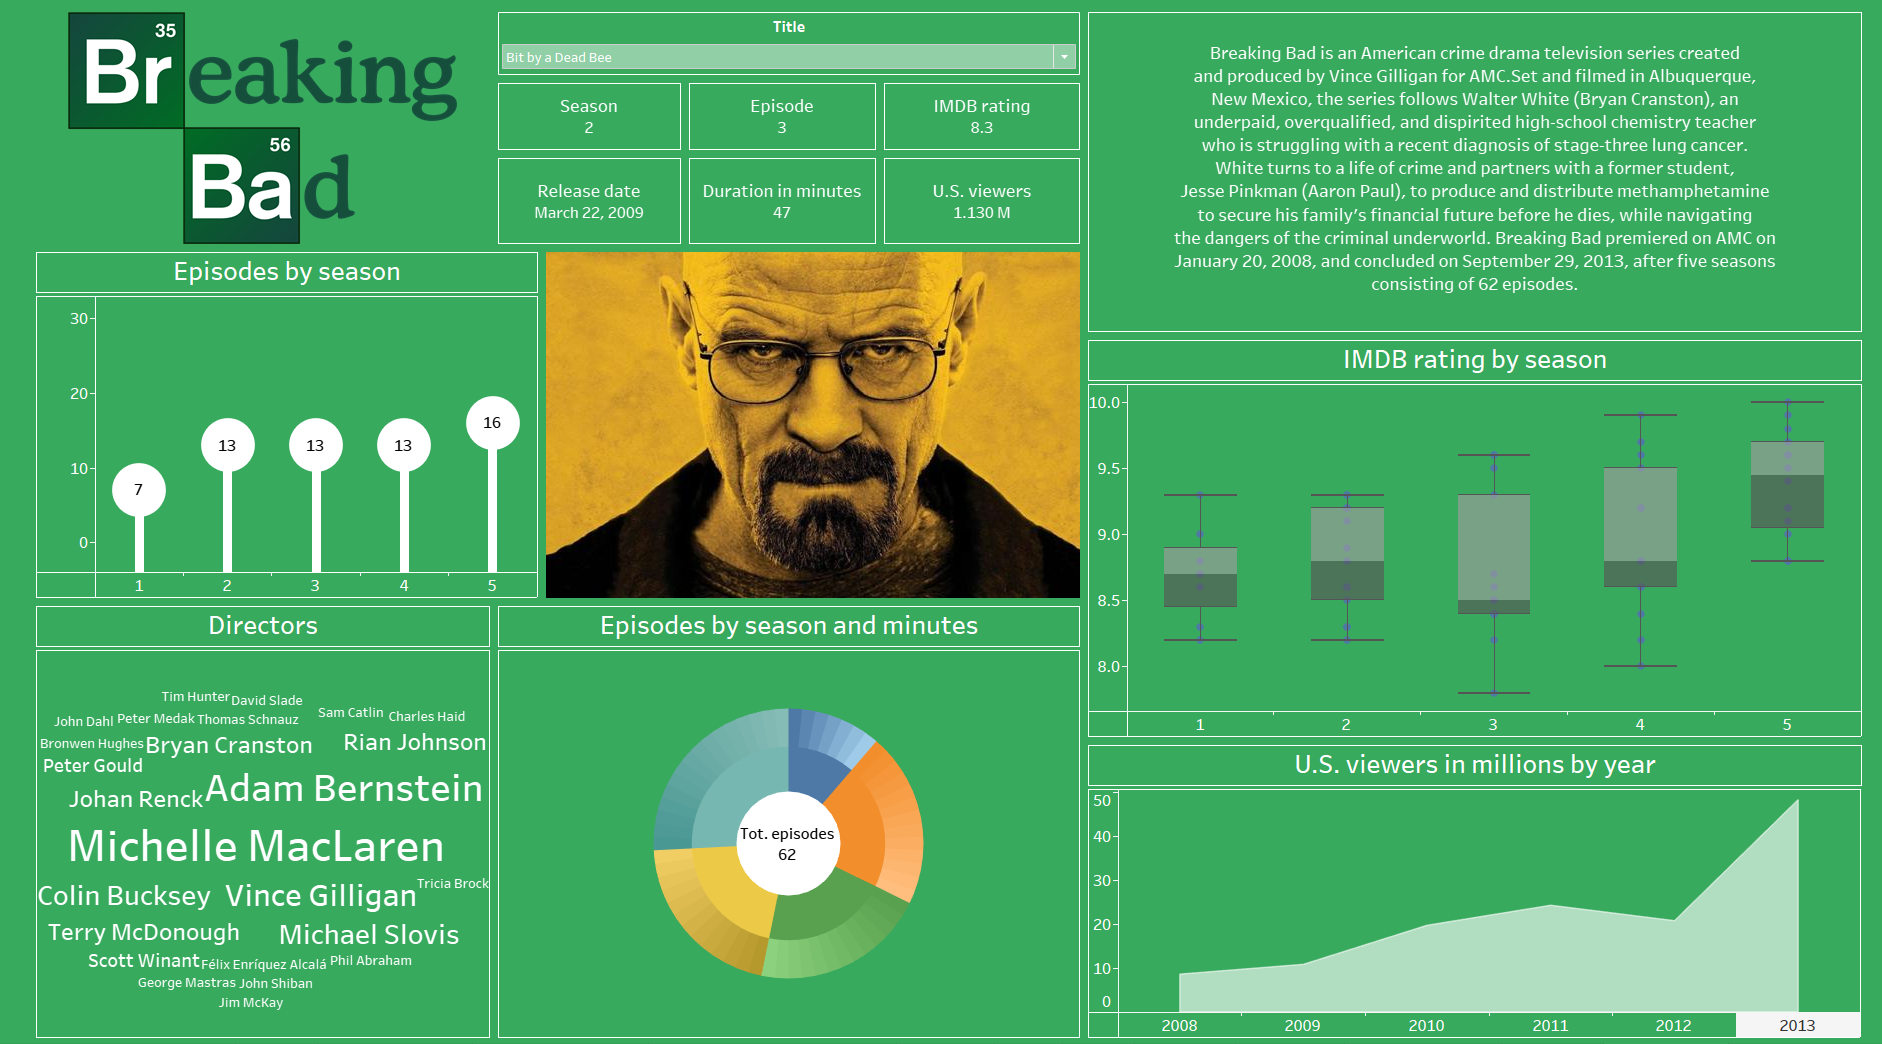 35
Breaking
56
Bad
Title
Bit by a Dead Bee
Season
2
Episode
3
IMDB rating
8.3
Release date
March 22, 2009
Duration in minutes
47
U.S. viewers
1.130 M
Breaking Bad is an American crime drama television series created
and produced by Vince Gilligan for AMC.Set and filmed in Albuquerque,
New Mexico, the series follows Walter White (Bryan Cranston), an
underpaid, overqualified, and dispirited high-school chemistry teacher
who is struggling with a recent diagnosis of stage-three lung cancer.
White turns to a life of crime and partners with a former student,
Jesse Pinkman (Aaron Paul), to produce and distribute methamphetamine
to secure his family's financial future before he dies, while navigating
the dangers of the criminal underworld. Breaking Bad premiered on AMC on
January 20, 2008, and concluded on September 29, 2013, after five seasons
consisting of 62 episodes.
Episodes by season
30
20
10
0
7
13
13
13
16
1 2 3 4 5
IMDB rating by season
10.0
9.5
9.0
8.5
8.0
1 2 3 4 5
Directors
Tim Hunter David Slade
John Dahl Peter Medak Thomas Schnauz Sam Catlin Charles Haid
Bronwen Hughes Bryan Cranston Rian Johnson
Peter Gould
Johan Renck Adam Bernstein
Michelle MacLaren
Colin Bucksey Vince Gilligan Tricia Brock
Terry McDonough Michael Slovis
Scott Winant Félix Enríquez Alcalá Phil Abraham
George Mastras John Shiban
Jim McKay
Episodes by season and minutes
Tot. episodes
62
U.S. viewers in millions by year
50
40
30
20
10
0
2008 2009 2010 2011 2012 2013